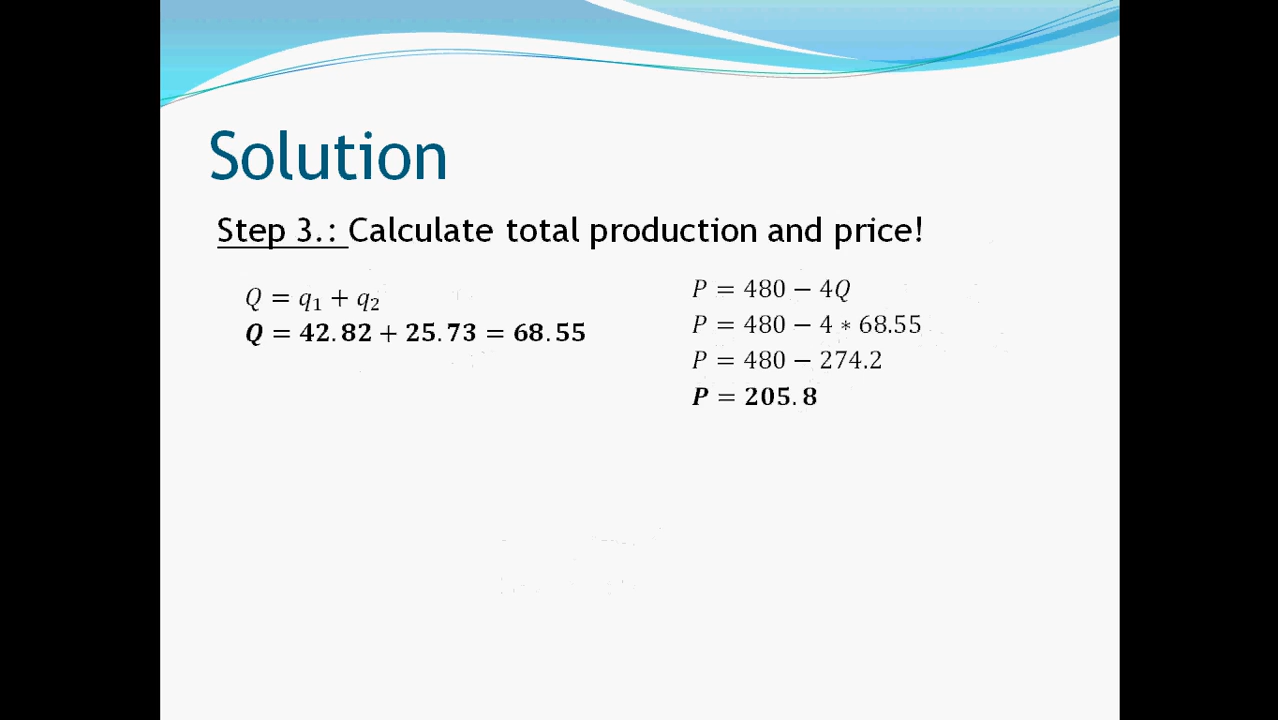 Solution
Step 3.: Calculate total production and price!
Q = q₁ + q₂
Q = 42.82 + 25.73 = 68.55
P = 480 − 4Q
P = 480 − 4 ∗ 68.55
P = 480 − 274.2
P = 205.8